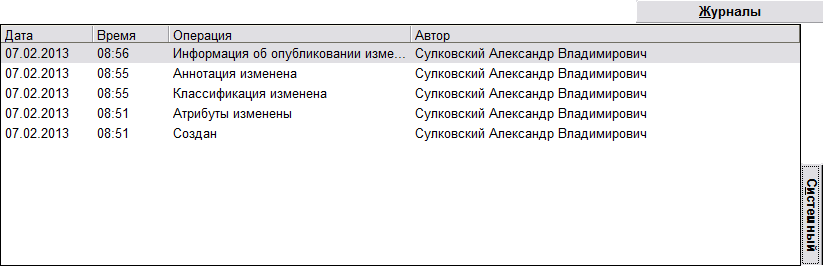 Журналы
Дата Время Операция Автор
07.02.2013 08:56 Информация об опубликовании изме... Сулковский Александр Владимирович
07.02.2013 08:55 Аннотация изменена Сулковский Александр Владимирович
07.02.2013 08:55 Классификация изменена Сулковский Александр Владимирович
07.02.2013 08:51 Атрибуты изменены Сулковский Александр Владимирович
07.02.2013 08:51 Создан Сулковский Александр Владимирович
Системный